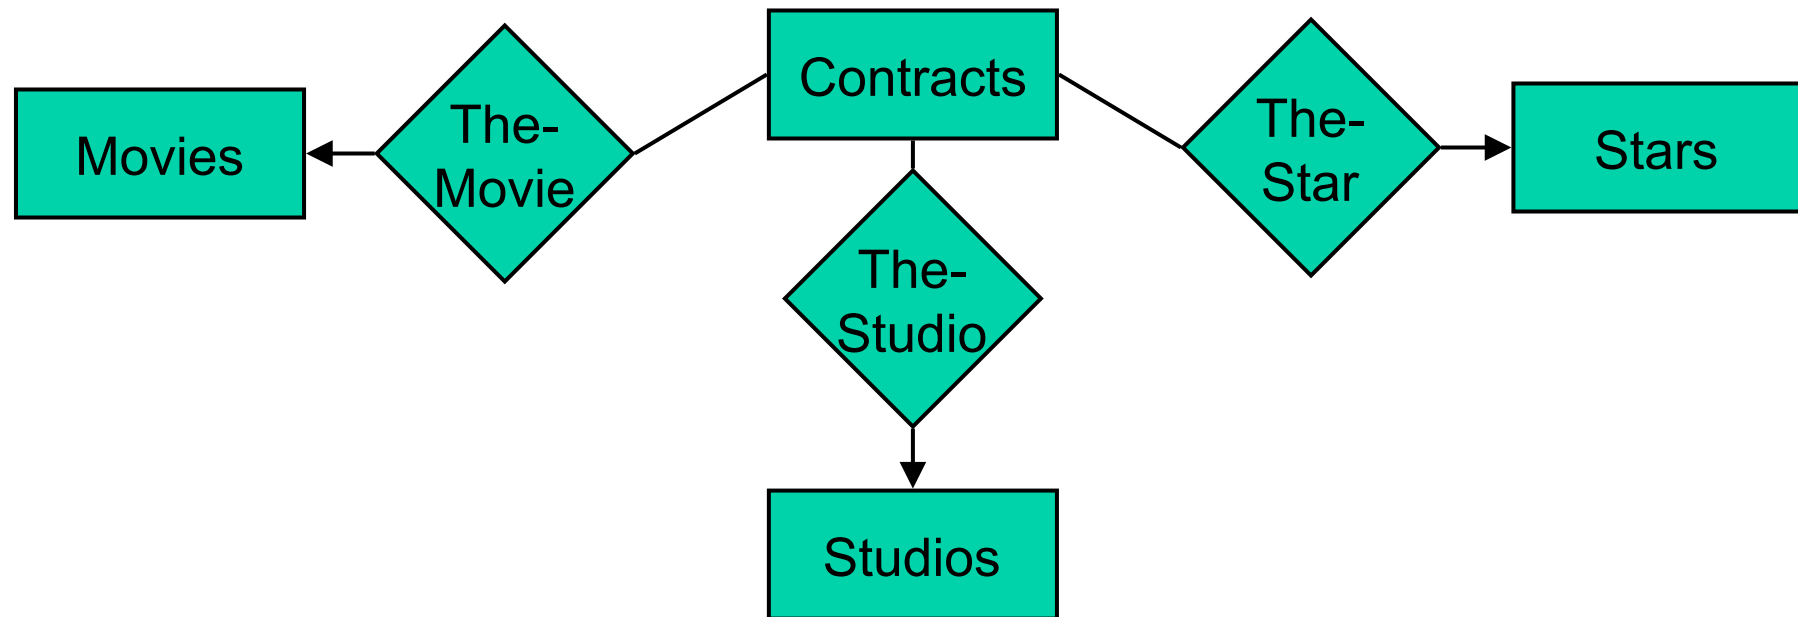 Movies
The-
Movie
Contracts
The-
Studio
Studios
The-
Star
Stars